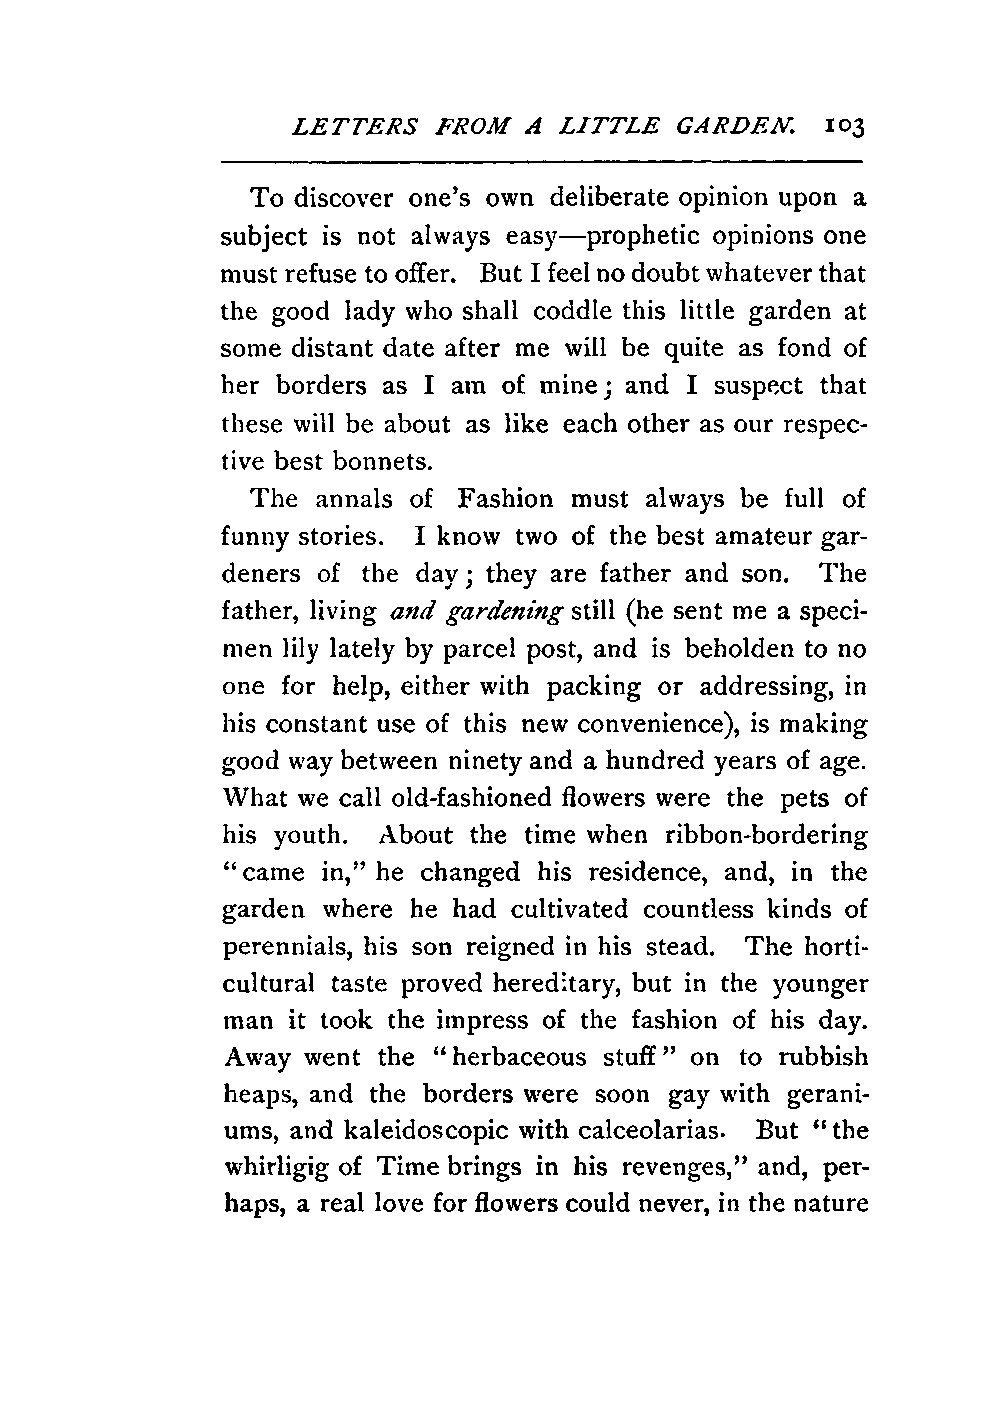 LETTERS FROM A LITTLE GARDEN. 103
To discover one's own deliberate opinion upon a
subject is not always easy—prophetic opinions one
must refuse to offer. But I feel no doubt whatever that
the good lady who shall coddle this little garden at
some distant date after me will be quite as fond of
her borders as I am of mine; and I suspect that
these will be about as like each other as our respec-
tive best bonnets.
The annals of Fashion must always be full of
funny stories. I know two of the best amateur gar-
deners of the day; they are father and son. The
father, living and gardening still (he sent me a speci-
men lily lately by parcel post, and is beholden to no
one for help, either with packing or addressing, in
his constant use of this new convenience), is making
good way between ninety and a hundred years of age.
What we call old-fashioned flowers were the pets of
his youth. About the time when ribbon-bordering
"came in," he changed his residence, and, in the
garden where he had cultivated countless kinds of
perennials, his son reigned in his stead. The horti-
cultural taste proved hereditary, but in the younger
man it took the impress of the fashion of his day.
Away went the "herbaceous stuff" on to rubbish
heaps, and the borders were soon gay with gerani-
ums, and kaleidoscopic with calceolarias. But "the
whirligig of Time brings in his revenges," and, per-
haps, a real love for flowers could never, in the nature